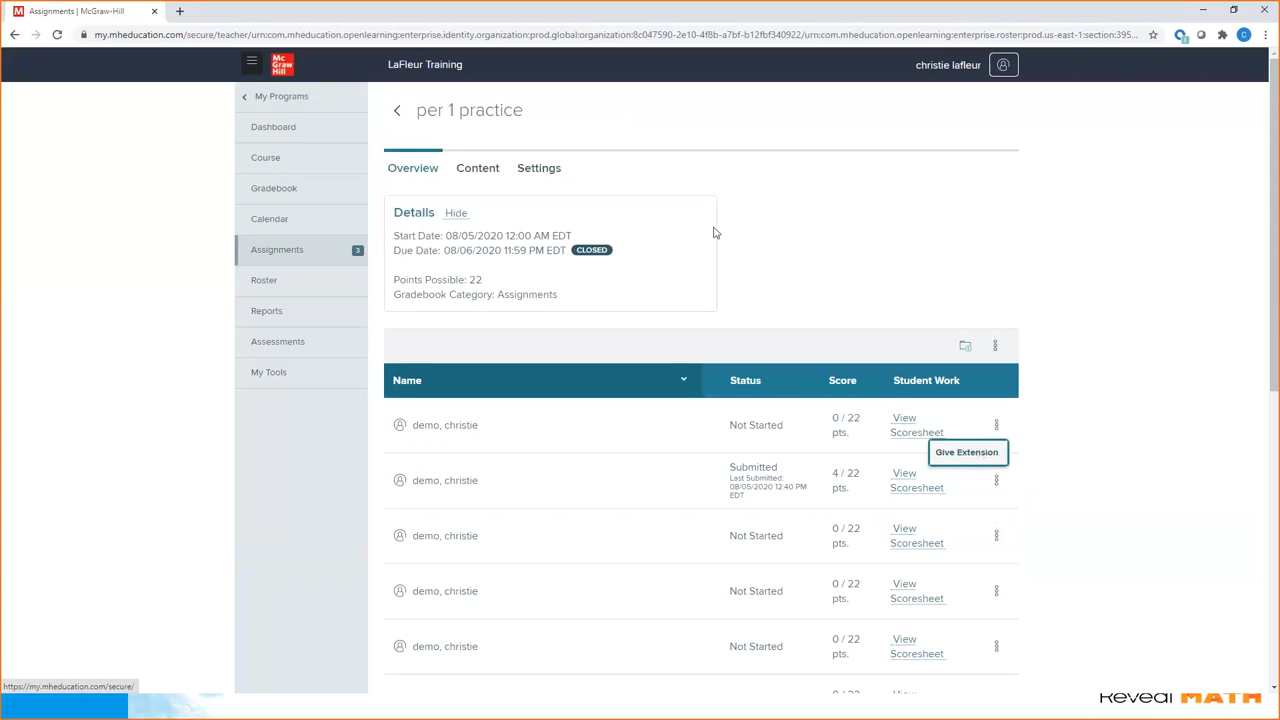 Assignments | McGraw-Hill
my.mheducation.com/secure/teacher/urn:com.mheducation.openlearning:enterprise.identity.organization:prod.global:organization:8c047590-2e10-4f8b-a7bf-b12fbf340922/urn:com.mheducation.openlearning:enterprise.roster:prod.us-east-1:section:395...
C
Mc
Graw
Hill
LaFleur Training
christie lafleur
My Programs
Dashboard
Course
Gradebook
Calendar
Assignments 3
Roster
Reports
Assessments
My Tools
per 1 practice
Overview Content Settings
Details Hide
Start Date: 08/05/2020 12:00 AM EDT
Due Date: 08/06/2020 11:59 PM EDT CLOSED
Points Possible: 22
Gradebook Category: Assignments
Name Status Score Student Work
demo, christie Not Started 0 / 22 pts. View Scoresheet
Give Extension
demo, christie Submitted Last Submitted: 08/05/2020 12:40 PM EDT 4 / 22 pts. View Scoresheet
demo, christie Not Started 0 / 22 pts. View Scoresheet
demo, christie Not Started 0 / 22 pts. View Scoresheet
demo, christie Not Started 0 / 22 pts. View Scoresheet
https://my.mheducation.com/secure/
Reveal MATH